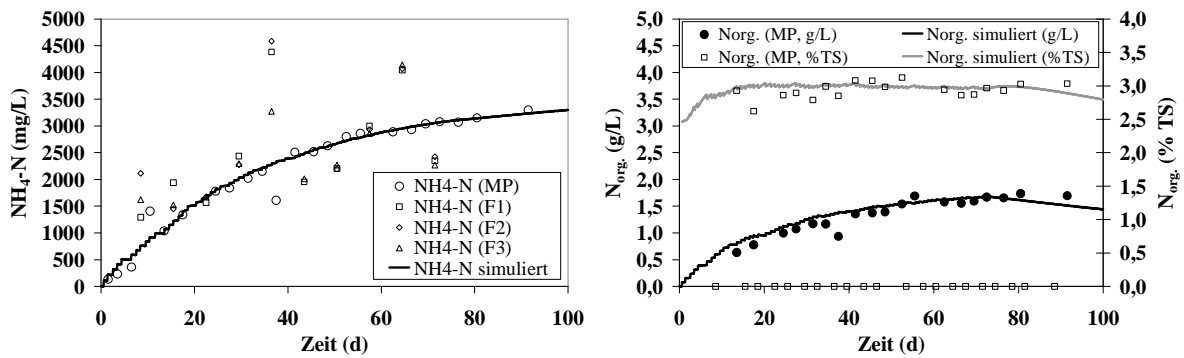 5000
4500
4000
3500
3000
2500
2000
1500
1000
500
0
NH4-N (mg/L)
0 20 40 60 80 100
Zeit (d)
NH4-N (MP)
NH4-N (F1)
NH4-N (F2)
NH4-N (F3)
NH4-N simuliert
5,0
4,5
4,0
3,5
3,0
2,5
2,0
1,5
1,0
0,5
0,0
Norg. (g/L)
Norg. (MP, g/L) Norg. simuliert (g/L)
Norg. (MP, %TS) Norg. simuliert (%TS)
4,0
3,5
3,0
2,5
2,0
1,5
1,0
0,5
0,0
Norg. (% TS)
0 20 40 60 80 100
Zeit (d)